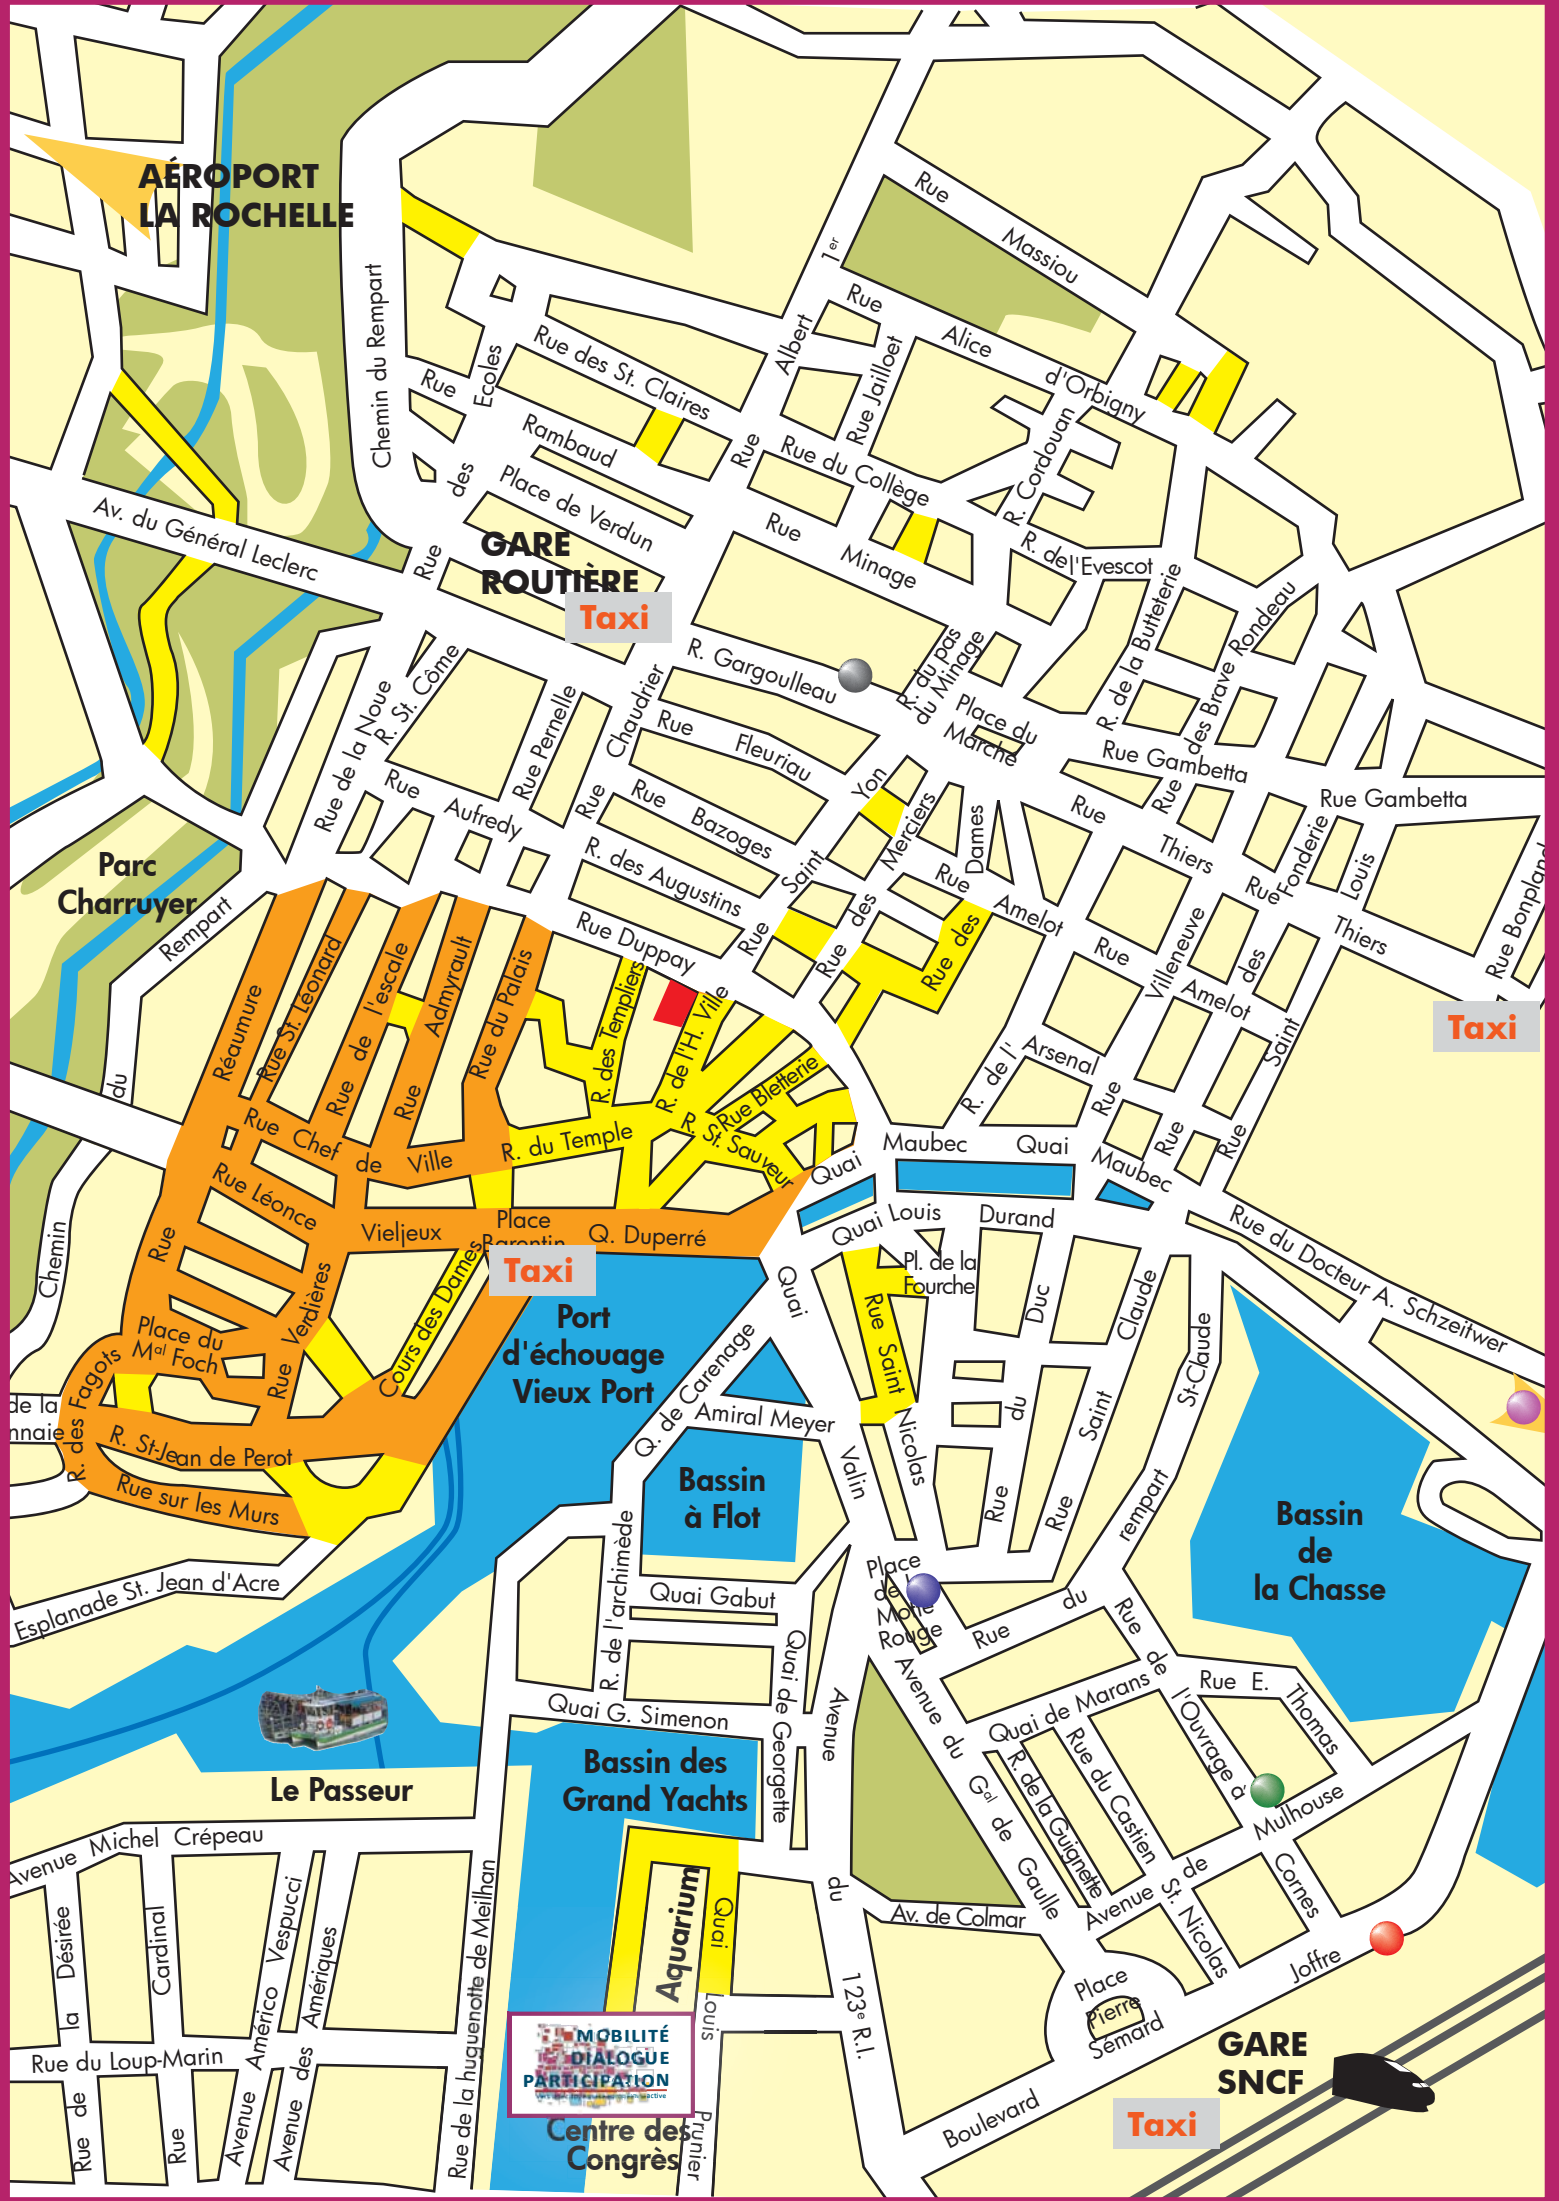 AÉROPORT
LA ROCHELLE
Chemin du Rempart
Rue
Massiou
1er
Rue
Alice
d'Orbigny
Albert
Rue Jailloet
Rue des St. Claires
Ecoles
Rue
Rambaud
des
Place de Verdun
Rue
Rue
Rue du Collège
R. Cordouan
Rue
Minage
R. de l'Evescot
Av. du Général Leclerc
GARE
ROUTIÈRE
Taxi
R. Gargoulleau
R. du pas
du Minage
Place du
Marché
R. de la Butteterie
des Brave Rondeau
Rue
Rue Gambetta
Rue Gambetta
R. St. Côme
Rue de la Noue
Rue
Aufredy
Rue Pernelle
Chaudrier
Rue
Rue
Fleuriau
Rue
Bazoges
R. des Augustins
Rue Duppay
Yon
Saint
Rue
Merciers
des
Rue
Dames
Rue des
Rue
Amelot
Rue
Thiers
Rue
Thiers
Fonderie
des
Louis
Rue Bonpland
Rue
Amelot
Villeneuve
Rue
Saint
Rue
Rue
Taxi
Parc
Charruyer
Rempart
du
Chemin
Réaumure
Rue
Rue St. Léonard
Rue de l'escale
Rue Admyrault
Rue du Palais
R. des Templiers
R. de l'H. Ville
Rue Bletterie
R. St. Sauveur
R. du Temple
R. de l'
Arsenal
Rue Chef de Ville
Rue Léonce
Vieljeux
Place
Barentin
Taxi
Q. Duperré
Quai
Maubec
Quai
Maubec
Quai Louis
Durand
Pl. de la
Fourche
Rue du Docteur A. Schzeitwer
Rue Verdières
Cours des Dames
Place du
Mal Foch
R. des Fagots
de la
nnaie
R. St-Jean de Perot
Rue sur les Murs
Esplanade St. Jean d'Acre
Port
d'échouage
Vieux Port
Quai
Valin
Q. de Carenage
Amiral Meyer
Rue Saint
Nicolas
Rue du Duc
Rue Saint Claude
St-Claude
rempart
du
Rue
Bassin
à Flot
Bassin
de
la Chasse
R. de l'archimède
Quai Gabut
Quai G. Simenon
Quai de Georgette
Place
de la
Motte
Rouge
Avenue
du
123e R.I.
Avenue du Gal de Gaulle
Quai de Marans
R. de la Guignette
Rue du Castien
Rue de l'Ouvrage à
Cornes
Rue E.
Thomas
Avenue de
Mulhouse
St. Nicolas
Av. de Colmar
Le Passeur
Bassin des
Grand Yachts
Aquarium
Quai
Louis
Prunier
MOBILITÉ
DIALOGUE
PARTICIPATION
Centre des
Congrès
Avenue Michel Crépeau
Rue de la Désirée
Rue Cardinal
Avenue Américo Vespucci
Avenue des Amériques
Rue du Loup-Marin
Rue de la huguenotte de Meilhan
Place
Pierre
Sémard
Boulevard
Joffre
GARE
SNCF
Taxi